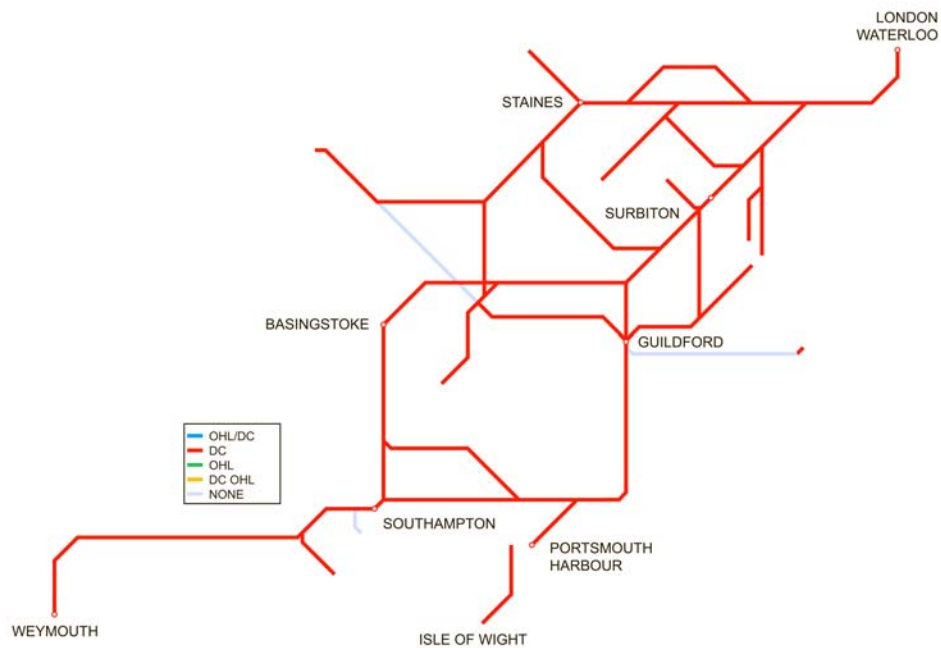 LONDON
WATERLOO
STAINES
SURBITON
BASINGSTOKE
GUILDFORD
OHL/DC
DC
OHL
DC OHL
NONE
SOUTHAMPTON
PORTSMOUTH
HARBOUR
WEYMOUTH
ISLE OF WIGHT